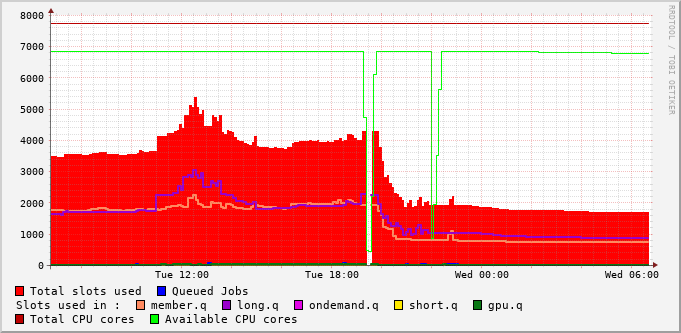 8000
7000
6000
5000
4000
3000
2000
1000
0
Tue 12:00 Tue 18:00 Wed 00:00 Wed 06:00
RRDTOOL / TOBI OETIKER
Total slots used Queued Jobs
Slots used in : member.q long.q ondemand.q short.q gpu.q
Total CPU cores Available CPU cores